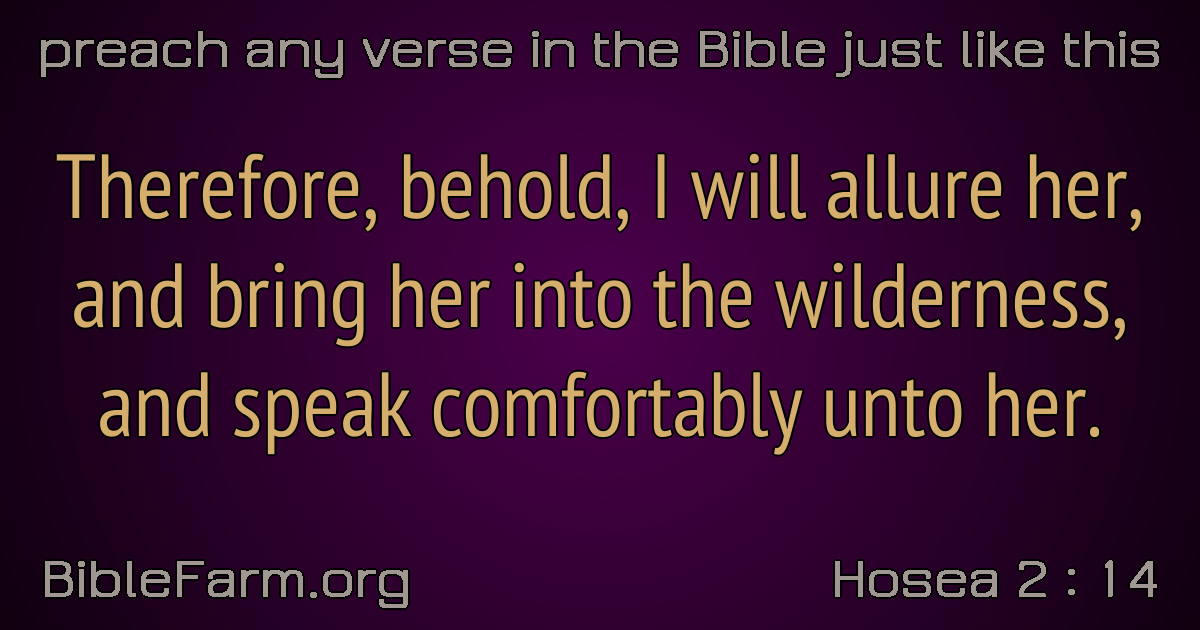 preach any verse in the Bible just like this
Therefore, behold, I will allure her,
and bring her into the wilderness,
and speak comfortably unto her.
BibleFarm.org
Hosea 2 : 14